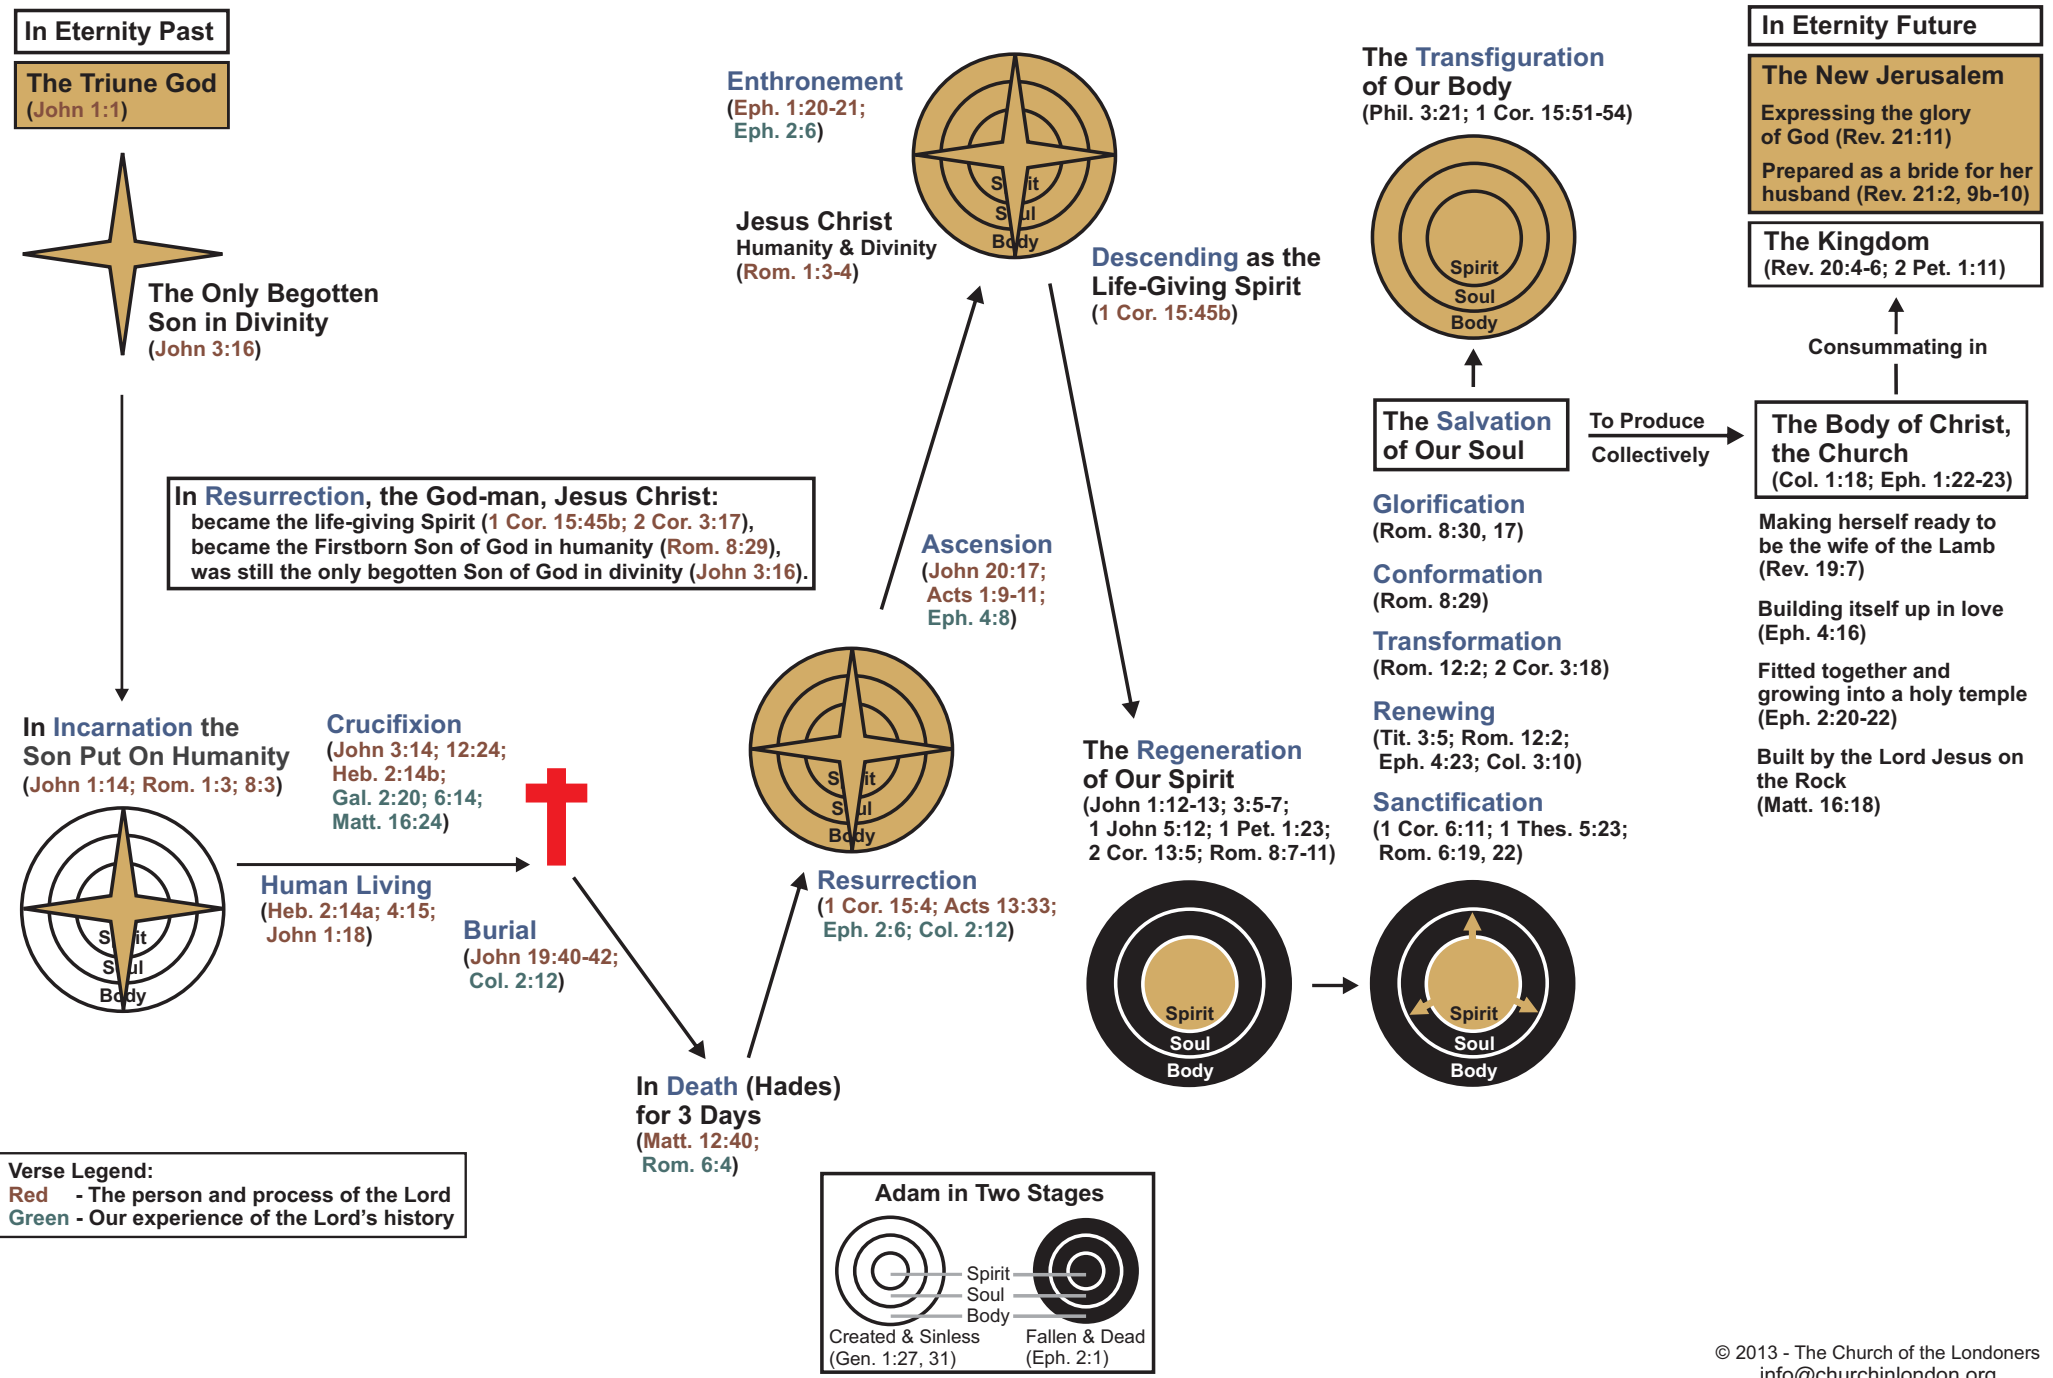 In Eternity Past
The Triune God
(John 1:1)
The Only Begotten
Son in Divinity
(John 3:16)
In Resurrection, the God-man, Jesus Christ:
became the life-giving Spirit (1 Cor. 15:45b; 2 Cor. 3:17),
became the Firstborn Son of God in humanity (Rom. 8:29),
was still the only begotten Son of God in divinity (John 3:16).
In Incarnation the
Son Put On Humanity
(John 1:14; Rom. 1:3; 8:3)
Spirit
Soul
Body
Human Living
(Heb. 2:14a; 4:15;
John 1:18)
Crucifixion
(John 3:14; 12:24;
Heb. 2:14b;
Gal. 2:20; 6:14;
Matt. 16:24)
Burial
(John 19:40-42;
Col. 2:12)
In Death (Hades)
for 3 Days
(Matt. 12:40;
Rom. 6:4)
Resurrection
(1 Cor. 15:4; Acts 13:33;
Eph. 2:6; Col. 2:12)
Spirit
Soul
Body
Ascension
(John 20:17;
Acts 1:9-11;
Eph. 4:8)
Enthronement
(Eph. 1:20-21;
Eph. 2:6)
Jesus Christ
Humanity & Divinity
(Rom. 1:3-4)
Spirit
Soul
Body
Descending as the
Life-Giving Spirit
(1 Cor. 15:45b)
The Regeneration
of Our Spirit
(John 1:12-13; 3:5-7;
1 John 5:12; 1 Pet. 1:23;
2 Cor. 13:5; Rom. 8:7-11)
Spirit
Soul
Body
The Transfiguration
of Our Body
(Phil. 3:21; 1 Cor. 15:51-54)
Spirit
Soul
Body
The Salvation
of Our Soul
Glorification
(Rom. 8:30, 17)
Conformation
(Rom. 8:29)
Transformation
(Rom. 12:2; 2 Cor. 3:18)
Renewing
(Tit. 3:5; Rom. 12:2;
Eph. 4:23; Col. 3:10)
Sanctification
(1 Cor. 6:11; 1 Thes. 5:23;
Rom. 6:19, 22)
Spirit
Soul
Body
To Produce
Collectively
In Eternity Future
The New Jerusalem
Expressing the glory
of God (Rev. 21:11)
Prepared as a bride for her
husband (Rev. 21:2, 9b-10)
The Kingdom
(Rev. 20:4-6; 2 Pet. 1:11)
Consummating in
The Body of Christ,
the Church
(Col. 1:18; Eph. 1:22-23)
Making herself ready to
be the wife of the Lamb
(Rev. 19:7)
Building itself up in love
(Eph. 4:16)
Fitted together and
growing into a holy temple
(Eph. 2:20-22)
Built by the Lord Jesus on
the Rock
(Matt. 16:18)
Verse Legend:
Red - The person and process of the Lord
Green - Our experience of the Lord's history
Adam in Two Stages
Spirit
Soul
Body
Created & Sinless
(Gen. 1:27, 31)
Fallen & Dead
(Eph. 2:1)
© 2013 - The Church of the Londoners
info@churchinlondon.org